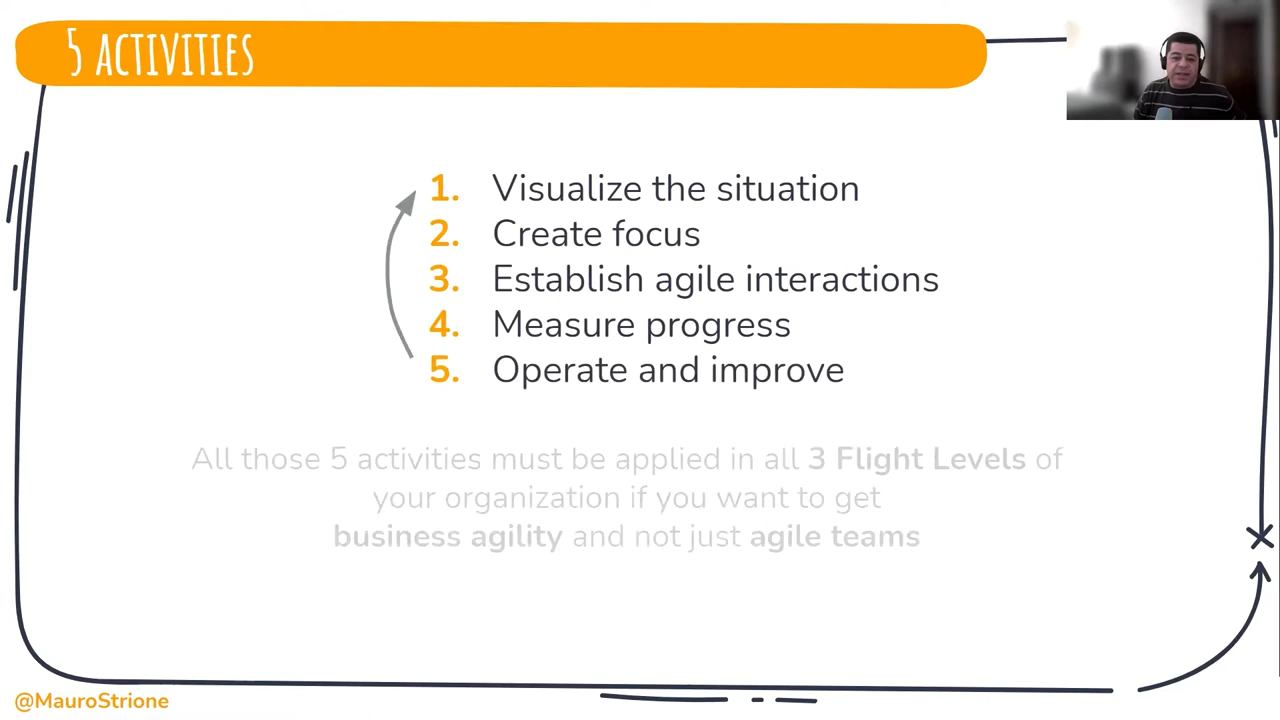 5 ACTIVITIES
1. Visualize the situation
2. Create focus
3. Establish agile interactions
4. Measure progress
5. Operate and improve
All those 5 activities must be applied in all 3 Flight Levels of
your organization if you want to get
business agility and not just agile teams
@MauroStrione